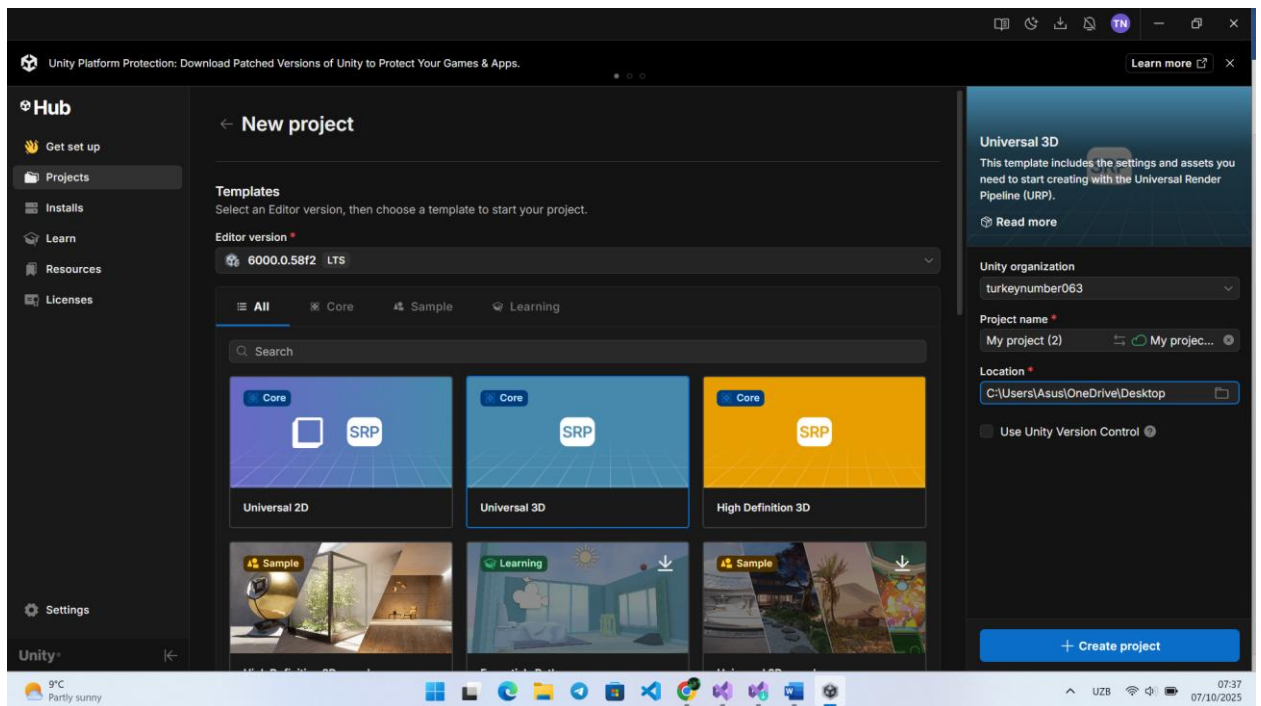 TN
Unity Platform Protection: Download Patched Versions of Unity to Protect Your Games & Apps.
Learn more
Hub
Get set up
Projects
Installs
Learn
Resources
Licenses
Settings
Unity
New project
Templates
Select an Editor version, then choose a template to start your project.
Editor version *
6000.0.58f2 LTS
All Core Sample Learning
Search
Core
SRP
Universal 2D
Core
SRP
Universal 3D
Core
SRP
High Definition 3D
Sample
Learning
Sample
SRP
Universal 3D
This template includes the settings and assets you
need to start creating with the Universal Render
Pipeline (URP).
Read more
Unity organization
turkeynumber063
Project name *
My project (2) My projec...
Location *
C:\Users\Asus\OneDrive\Desktop
Use Unity Version Control
+ Create project
9°C
Partly sunny
UZB
07:37
07/10/2025